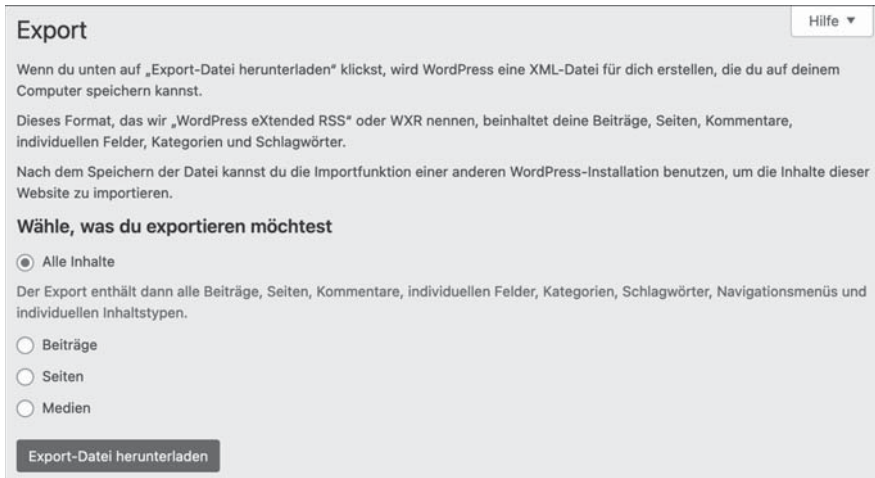 Export
Hilfe ▼
Wenn du unten auf „Export-Datei herunterladen“ klickst, wird WordPress eine XML-Datei für dich erstellen, die du auf deinem
Computer speichern kannst.
Dieses Format, das wir „WordPress eXtended RSS“ oder WXR nennen, beinhaltet deine Beiträge, Seiten, Kommentare,
individuellen Felder, Kategorien und Schlagwörter.
Nach dem Speichern der Datei kannst du die Importfunktion einer anderen WordPress-Installation benutzen, um die Inhalte dieser
Website zu importieren.
Wähle, was du exportieren möchtest
Alle Inhalte
Der Export enthält dann alle Beiträge, Seiten, Kommentare, individuellen Felder, Kategorien, Schlagwörter, Navigationsmenüs und
individuellen Inhaltstypen.
Beiträge
Seiten
Medien
Export-Datei herunterladen